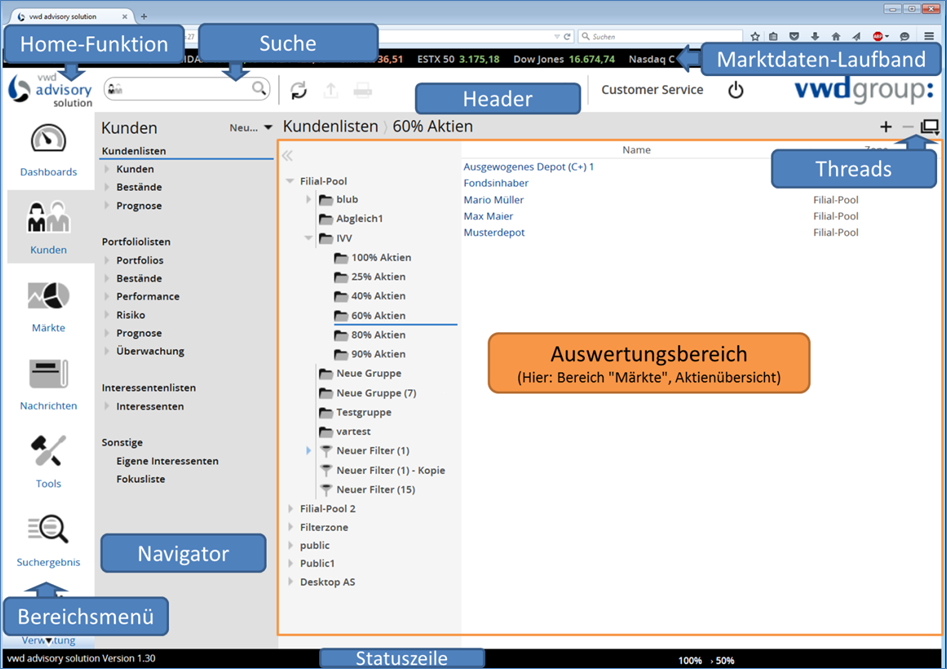 vwd advisory solution
Suchen
Home-Funktion
Suche
36,51 ESTX 50 3.175,18 Dow Jones 16.674,74 Nasdaq C
Marktdaten-Laufband
vwd
advisory
solution
Header
Customer Service
vwdgroup:
Threads
Dashboards
Kunden
Märkte
Nachrichten
Tools
Suchergebnis
Bereichsmenü
Kunden
Neu...
Kundenlisten
Kunden
Bestände
Prognose
Portfoliolisten
Portfolios
Bestände
Performance
Risiko
Prognose
Überwachung
Interessentenlisten
Interessenten
Sonstige
Eigene Interessenten
Fokusliste
Navigator
Kundenlisten 60% Aktien
Filial-Pool
blub
Abgleich1
IVV
100% Aktien
25% Aktien
40% Aktien
60% Aktien
80% Aktien
90% Aktien
Neue Gruppe
Neue Gruppe (7)
Testgruppe
vartest
Neuer Filter (1)
Neuer Filter (1) - Kopie
Neuer Filter (15)
Filial-Pool 2
Filterzone
public
Public1
Desktop AS
Name
Ausgewogenes Depot (C+) 1
Fondsinhaber
Mario Müller Filial-Pool
Max Maier Filial-Pool
Musterdepot Filial-Pool
Auswertungsbereich
(Hier: Bereich "Märkte", Aktienübersicht)
vwd advisory solution Version 1.30
Statuszeile
100% › 50%